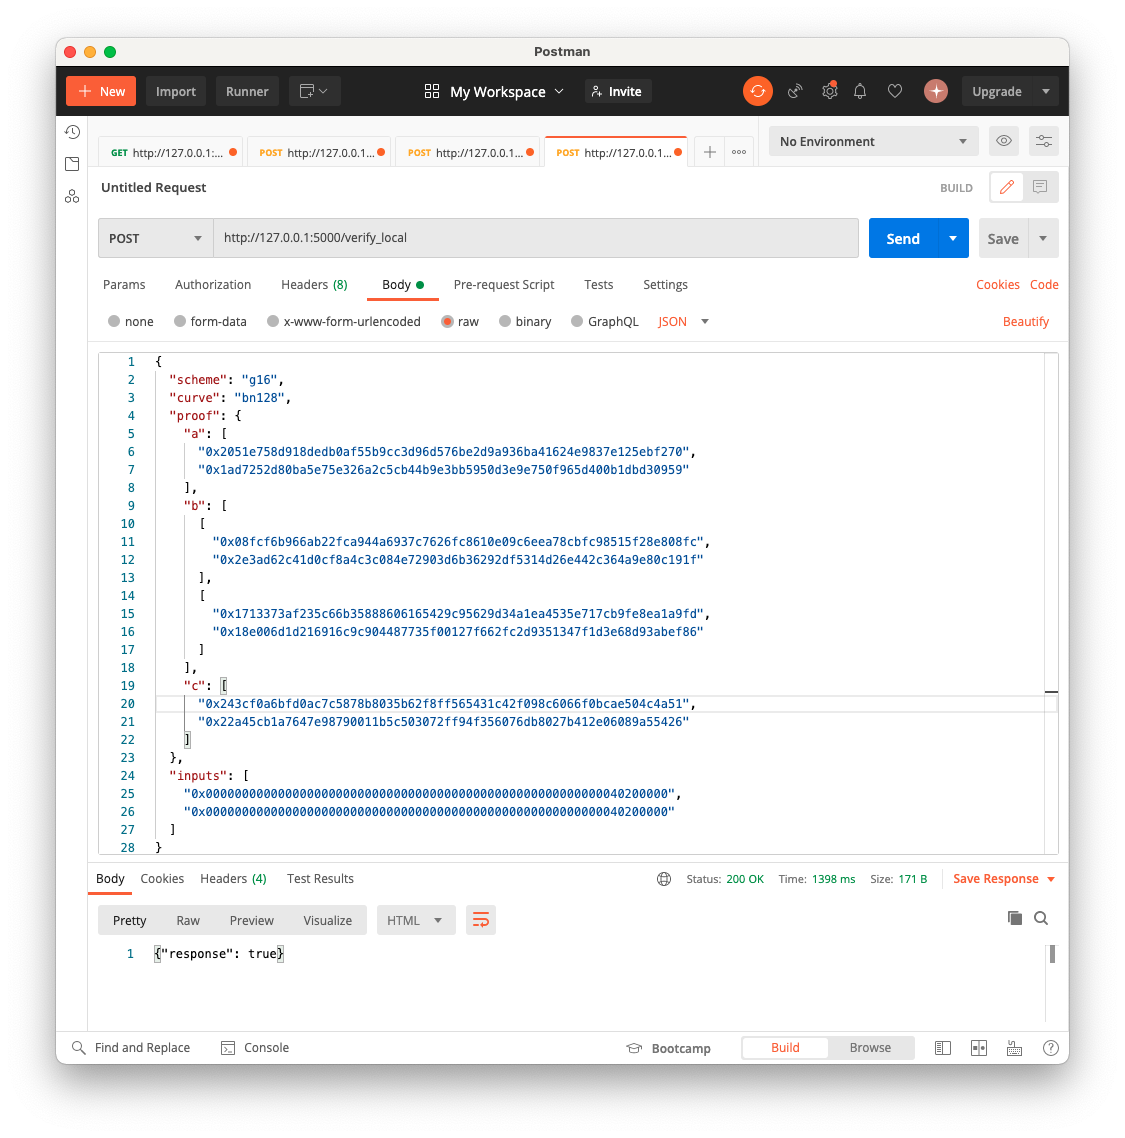 Postman
New Import Runner My Workspace Invite Upgrade
GET http://127.0.0.1:... POST http://127.0.0.1... POST http://127.0.0.1... POST http://127.0.0.1... No Environment
Untitled Request BUILD
POST http://127.0.0.1:5000/verify_local Send Save
Params Authorization Headers (8) Body Pre-request Script Tests Settings Cookies Code
none form-data x-www-form-urlencoded raw binary GraphQL JSON Beautify
1 {
2 "scheme": "g16",
3 "curve": "bn128",
4 "proof": {
5 "a": [
6 "0x2051e758d918dedb0af55b9cc3d96d576be2d9a936ba41624e9837e125ebf270",
7 "0x1ad7252d80ba5e75e326a2c5cb44b9e3bb5950d3e9e750f965d400b1dbd30959"
8 ],
9 "b": [
10 [
11 "0x08fcf6b966ab22fca944a6937c7626fc8610e09c6eea78cbfc98515f28e808fc",
12 "0x2e3ad62c41d0cf8a4c3c084e72903d6b36292df5314d26e442c364a9e80c191f"
13 ],
14 [
15 "0x1713373af235c66b35888606165429c95629d34a1ea4535e717cb9fe8ea1a9fd",
16 "0x18e006d1d216916c9c904487735f00127f662fc2d9351347f1d3e68d93abef86"
17 ]
18 ],
19 "c": [
20 "0x243cf0a6bfd0ac7c5878b8035b62f8ff565431c42f098c6066f0bcae504c4a51",
21 "0x22a45cb1a7647e98790011b5c503072ff94f356076db8027b412e06089a55426"
22 ]
23 },
24 "inputs": [
25 "0x0000000000000000000000000000000000000000000000000000000040200000",
26 "0x0000000000000000000000000000000000000000000000000000000040200000"
27 ]
28 }
Body Cookies Headers (4) Test Results Status: 200 OK Time: 1398 ms Size: 171 B Save Response
Pretty Raw Preview Visualize HTML
1 {"response": true}
Find and Replace Console Bootcamp Build Browse